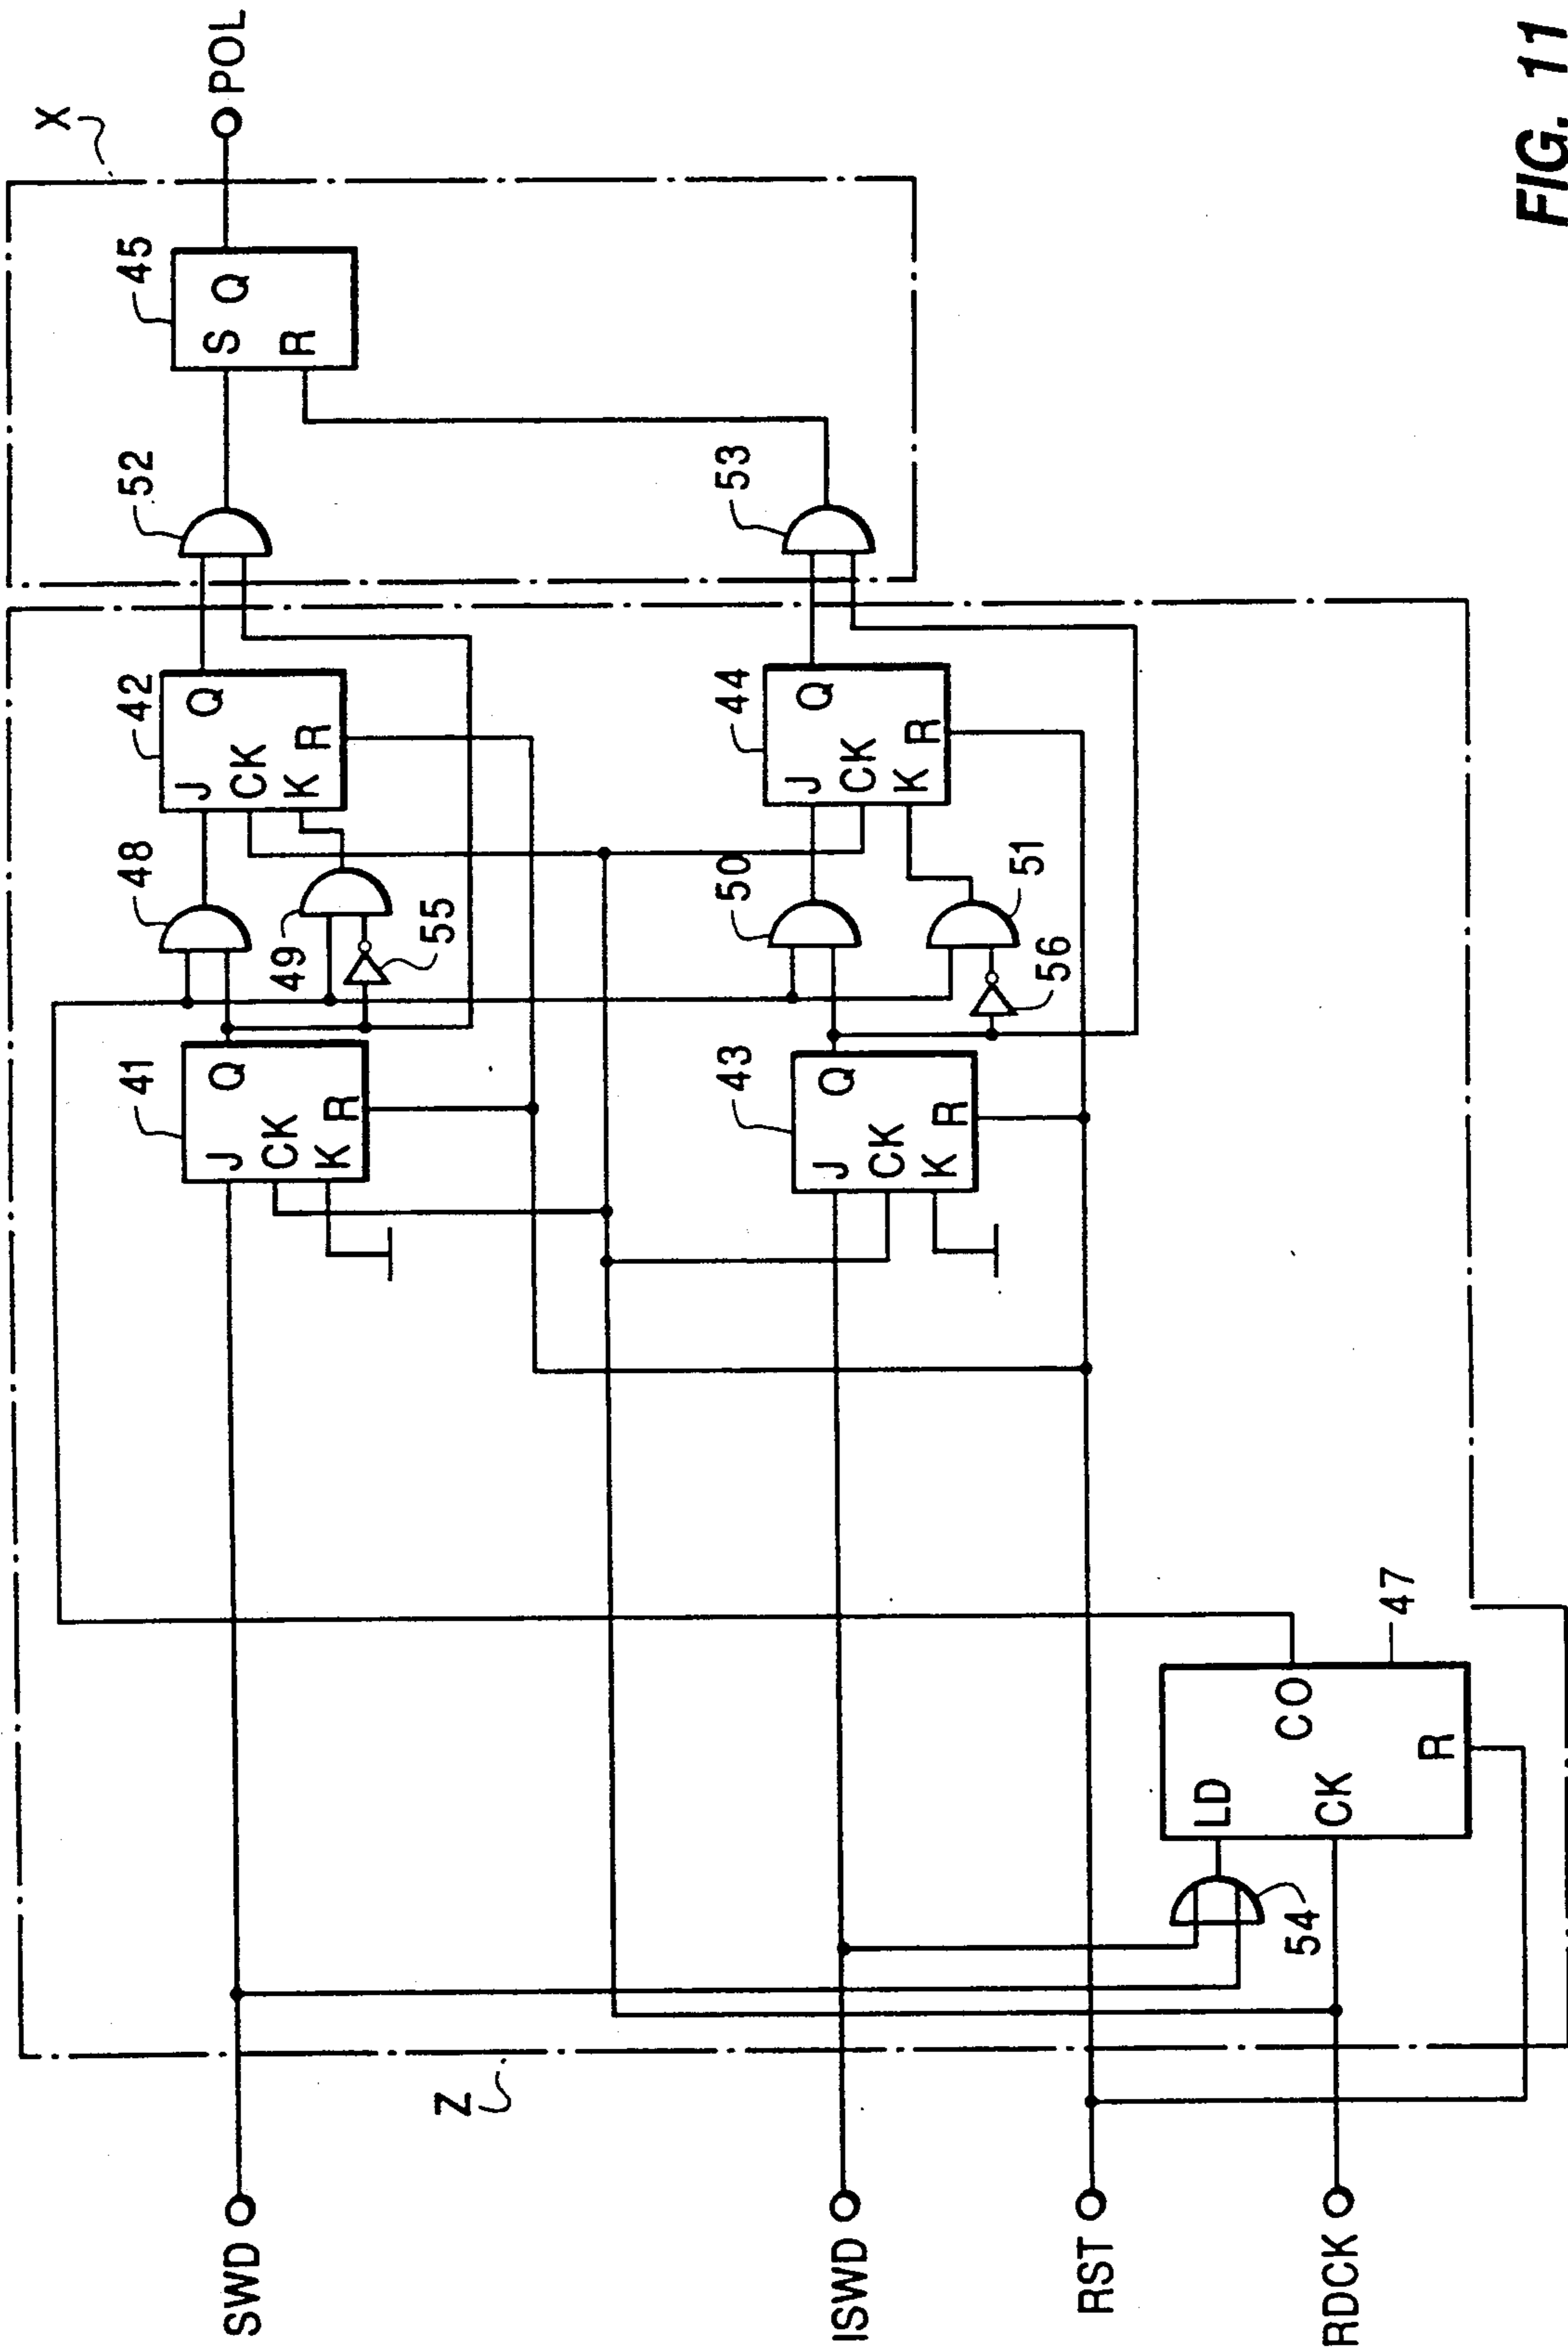 X
POL
45
S Q
R
52
53
42
J Q
CK
K R
44
J Q
CK
K R
48
49
55
50
51
56
41
J Q
CK
K R
43
J Q
CK
K R
47
LD
CO
CK
R
54
Z
SWD
ISWD
RST
RDCK
FIG. 11